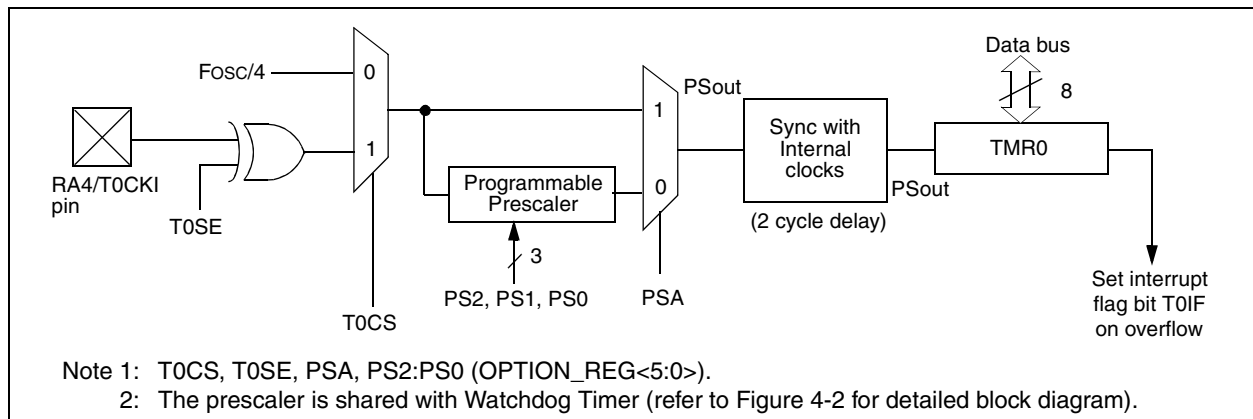 Data bus
8
FOSC/4
0
PSout
1
1
Sync with
Internal
clocks
TMR0
RA4/T0CKI
pin
Programmable
Prescaler
0
PSout
T0SE
(2 cycle delay)
3
PS2, PS1, PS0
PSA
Set interrupt
flag bit T0IF
on overflow
T0CS
Note 1: T0CS, T0SE, PSA, PS2:PS0 (OPTION_REG<5:0>).
2: The prescaler is shared with Watchdog Timer (refer to Figure 4-2 for detailed block diagram).